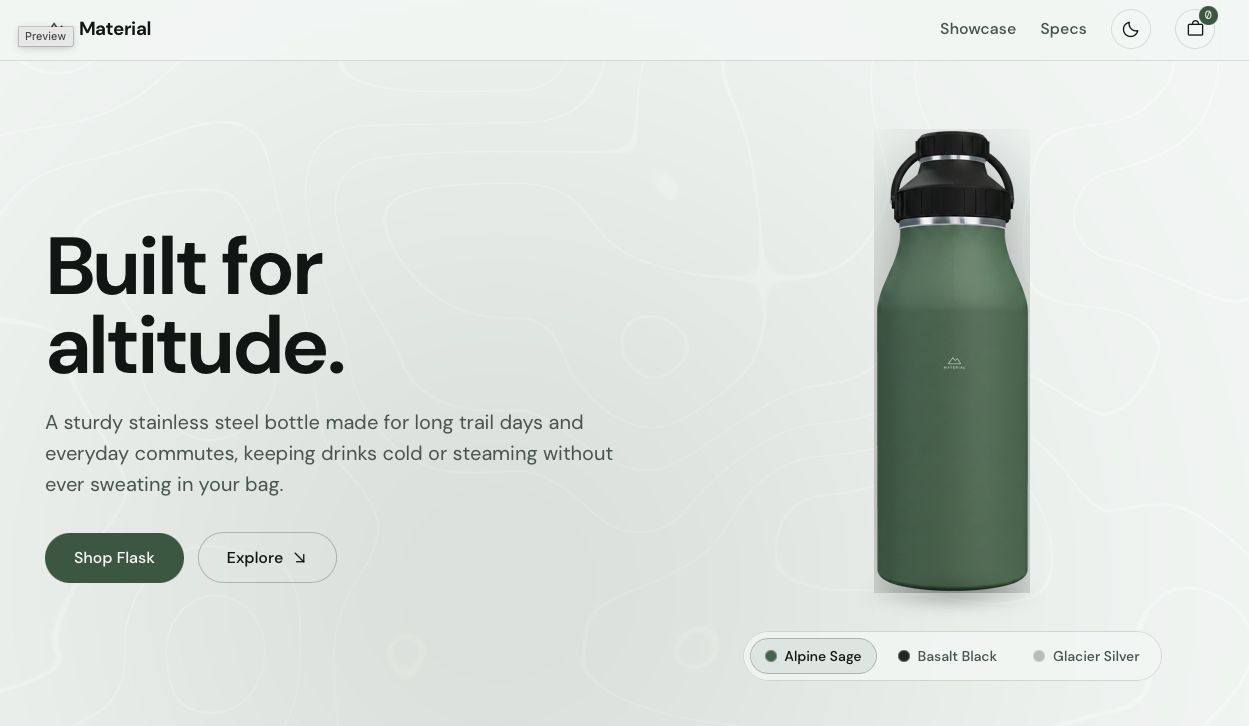 Preview
Material
Showcase
Specs
0
Built for
altitude.
A sturdy stainless steel bottle made for long trail days and
everyday commutes, keeping drinks cold or steaming without
ever sweating in your bag.
Shop Flask
Explore
MATERIAL
Alpine Sage
Basalt Black
Glacier Silver